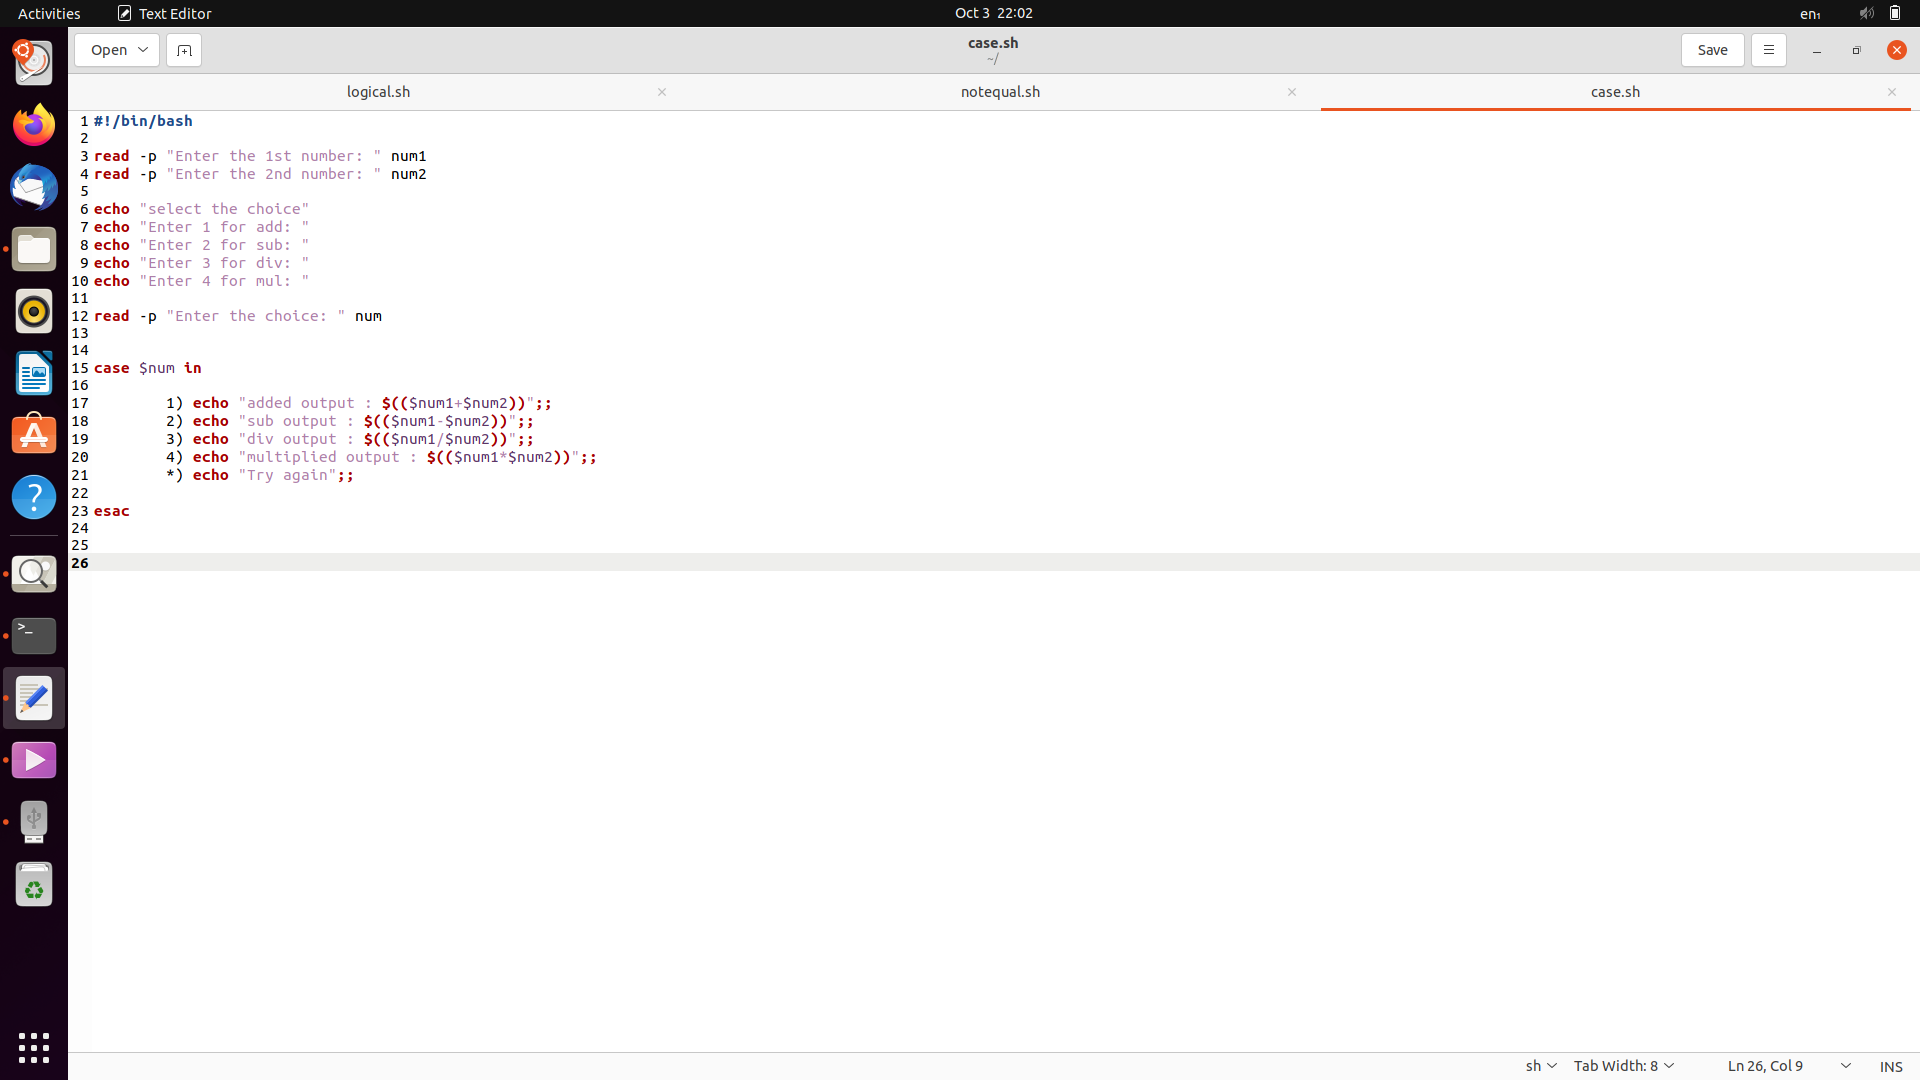 Activities Text Editor Oct 3 22:02 en₁
Open case.sh Save
~/
logical.sh notequal.sh case.sh
1 #!/bin/bash
2
3 read -p "Enter the 1st number: " num1
4 read -p "Enter the 2nd number: " num2
5
6 echo "select the choice"
7 echo "Enter 1 for add: "
8 echo "Enter 2 for sub: "
9 echo "Enter 3 for div: "
10 echo "Enter 4 for mul: "
11
12 read -p "Enter the choice: " num
13
14
15 case $num in
16
17 1) echo "added output : $(($num1+$num2))";;
18 2) echo "sub output : $(($num1-$num2))";;
19 3) echo "div output : $(($num1/$num2))";;
20 4) echo "multiplied output : $(($num1*$num2))";;
21 *) echo "Try again";;
22
23 esac
24
25
26
sh Tab Width: 8 Ln 26, Col 9 INS